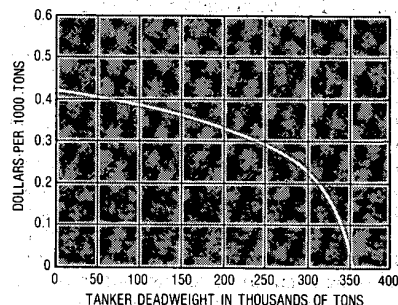 DOLLARS PER 1000 TONS
0.6
0.5
0.4
0.3
0.2
0.1
0
0 50 100 150 200 250 300 350 400
TANKER DEADWEIGHT IN THOUSANDS OF TONS